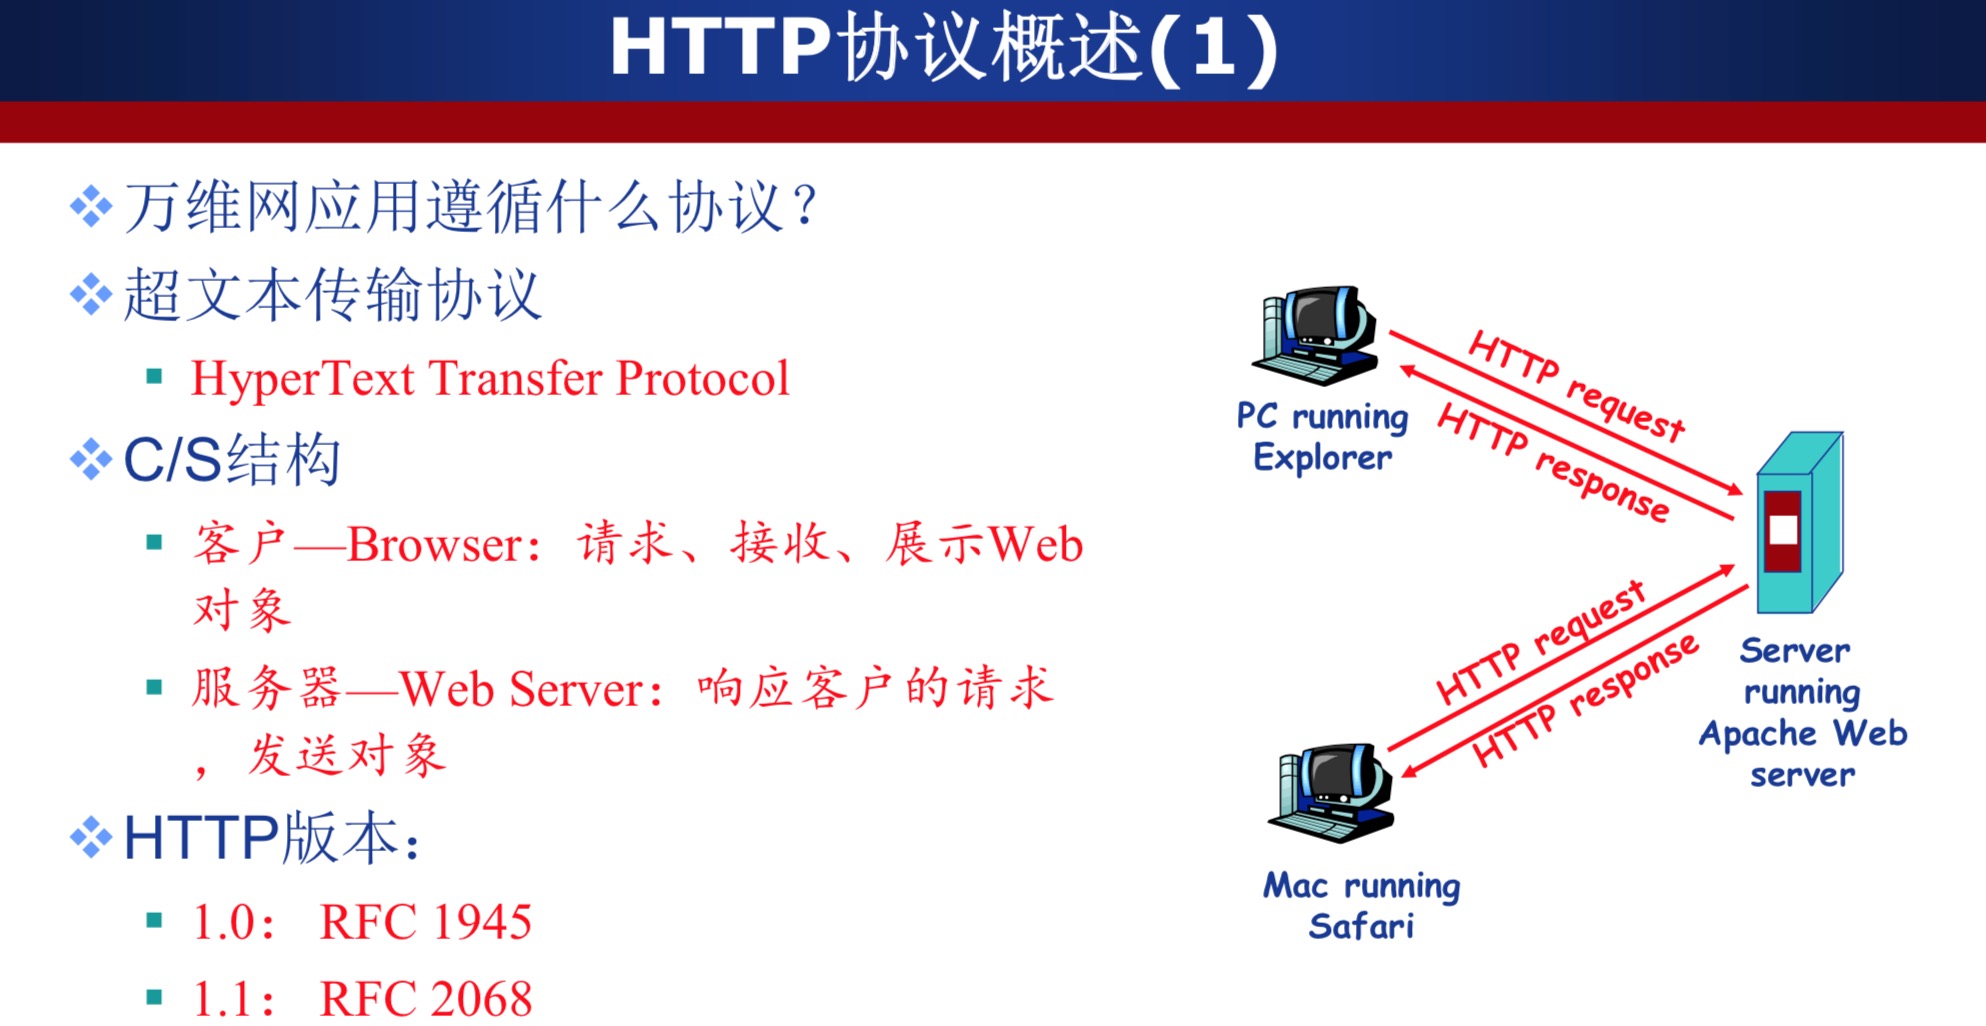 HTTP协议概述(1)
万维网应用遵循什么协议？
超文本传输协议
HyperText Transfer Protocol
C/S结构
客户—Browser：请求、接收、展示Web
对象
服务器—Web Server：响应客户的请求
，发送对象
HTTP版本：
1.0： RFC 1945
1.1： RFC 2068
HTTP request
HTTP response
PC running
Explorer
HTTP request
HTTP response
Server
running
Apache Web
server
Mac running
Safari